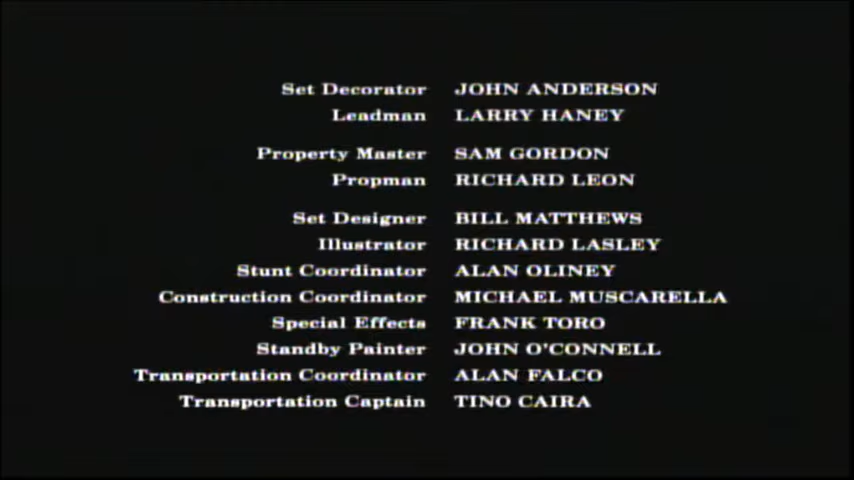 Set Decorator JOHN ANDERSON
Leadman LARRY HANEY
Property Master SAM GORDON
Propman RICHARD LEON
Set Designer BILL MATTHEWS
Illustrator RICHARD LASLEY
Stunt Coordinator ALAN OLINEY
Construction Coordinator MICHAEL MUSCARELLA
Special Effects FRANK TORO
Standby Painter JOHN O'CONNELL
Transportation Coordinator ALAN FALCO
Transportation Captain TINO CAIRA